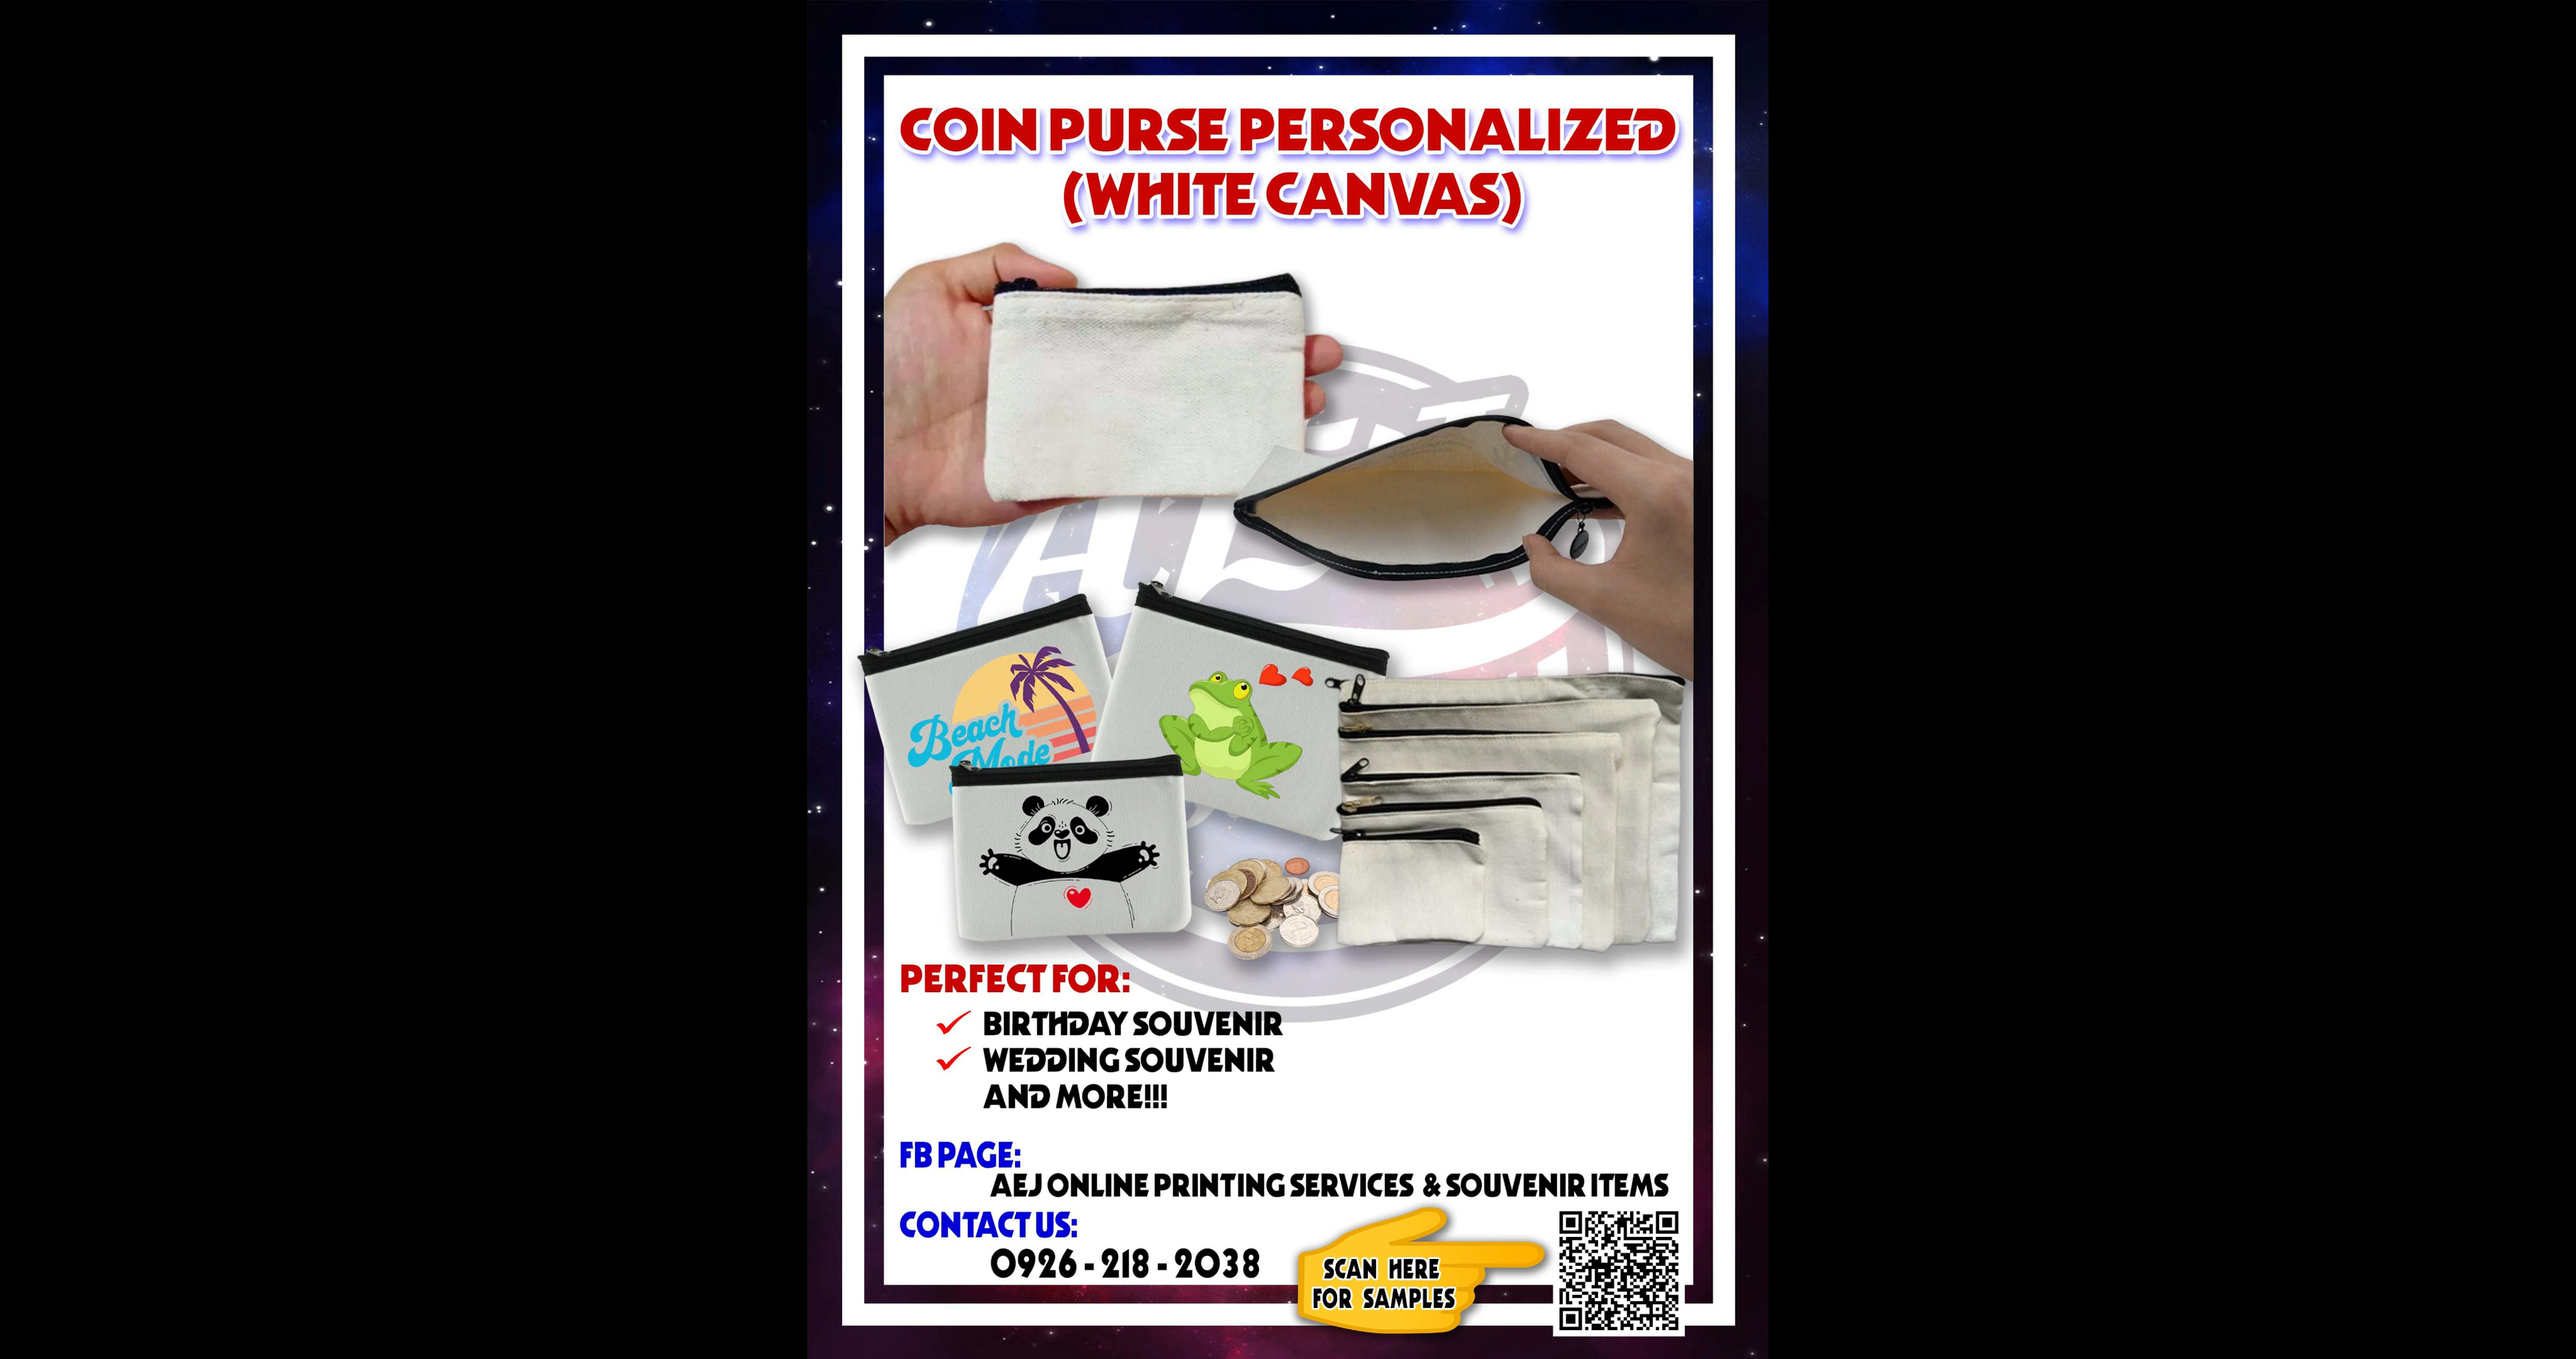 COIN PURSE PERSONALIZED
(WHITE CANVAS)
Beach
Mode
PERFECT FOR:
BIRTHDAY SOUVENIR
WEDDING SOUVENIR
AND MORE!!!
FB PAGE:
AEJ ONLINE PRINTING SERVICES & SOUVENIR ITEMS
CONTACT US:
0926 - 218 - 2038
SCAN HERE
FOR SAMPLES